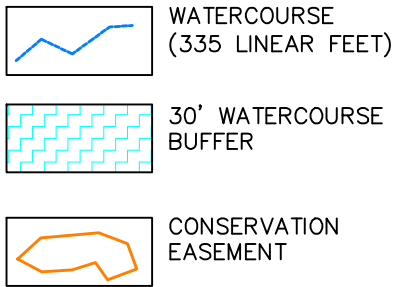 WATERCOURSE
(335 LINEAR FEET)
30' WATERCOURSE
BUFFER
CONSERVATION
EASEMENT